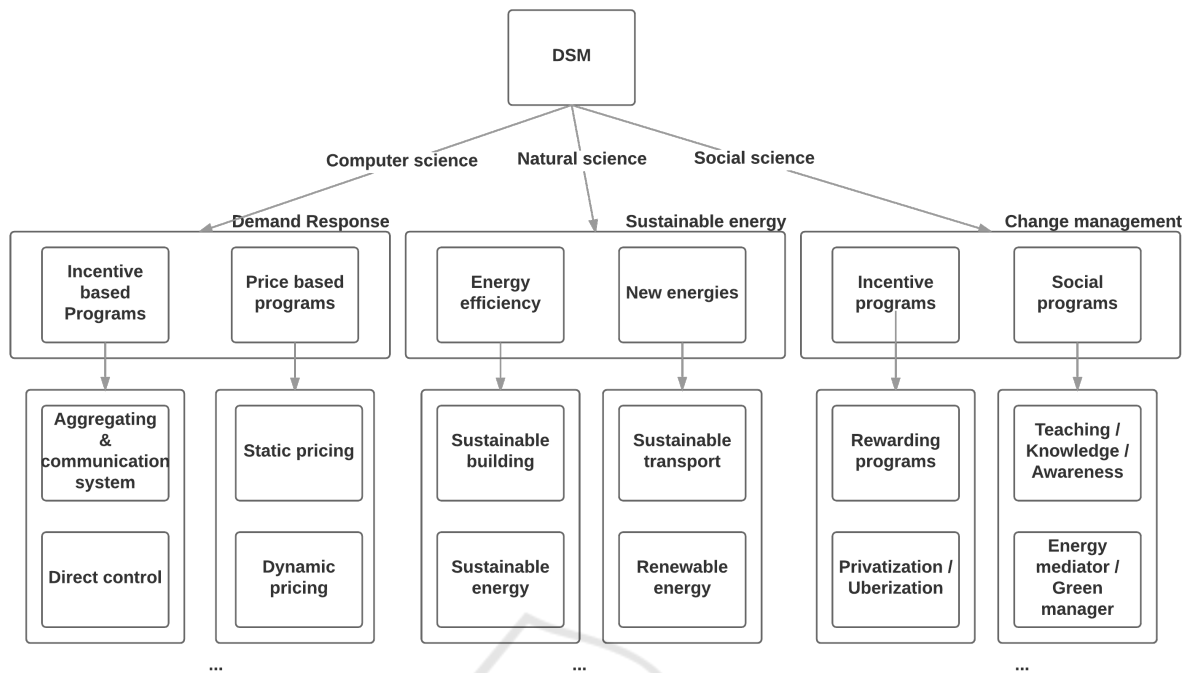 DSM
Computer science
Natural science
Social science
Demand Response
Sustainable energy
Change management
Incentive
based
Programs
Price based
programs
Energy
efficiency
New energies
Incentive
programs
Social
programs
Aggregating
&
communication
system
Static pricing
Sustainable
building
Sustainable
transport
Rewarding
programs
Teaching /
Knowledge /
Awareness
Direct control
Dynamic
pricing
Sustainable
energy
Renewable
energy
Privatization /
Uberization
Energy
mediator /
Green
manager
...
...
...